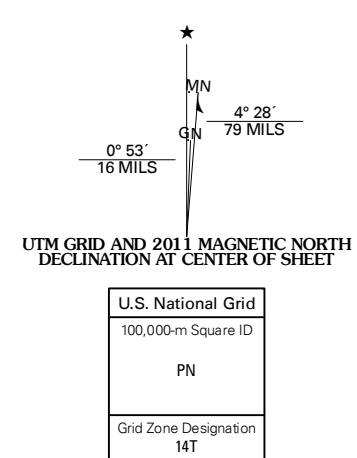 ★
MN
4° 28´
79 MILS
GN
0° 53´
16 MILS
UTM GRID AND 2011 MAGNETIC NORTH
DECLINATION AT CENTER OF SHEET
U.S. National Grid
100,000-m Square ID
PN
Grid Zone Designation
14T